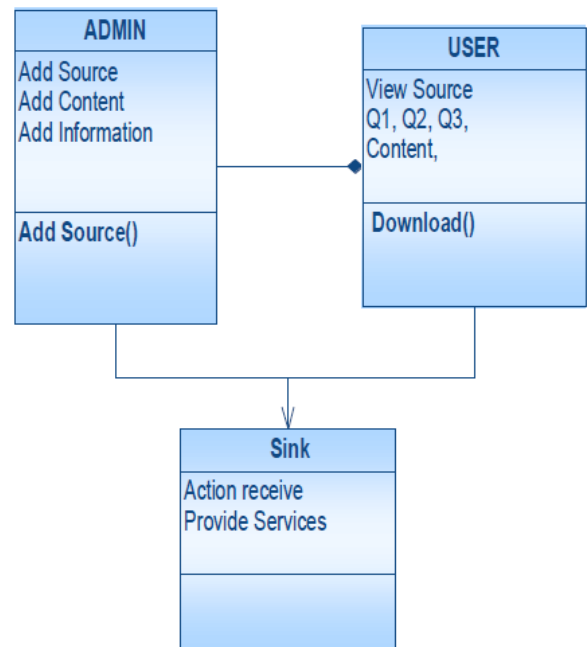 ADMIN
Add Source
Add Content
Add Information
Add Source()
USER
View Source
Q1, Q2, Q3,
Content,
Download()
Sink
Action receive
Provide Services